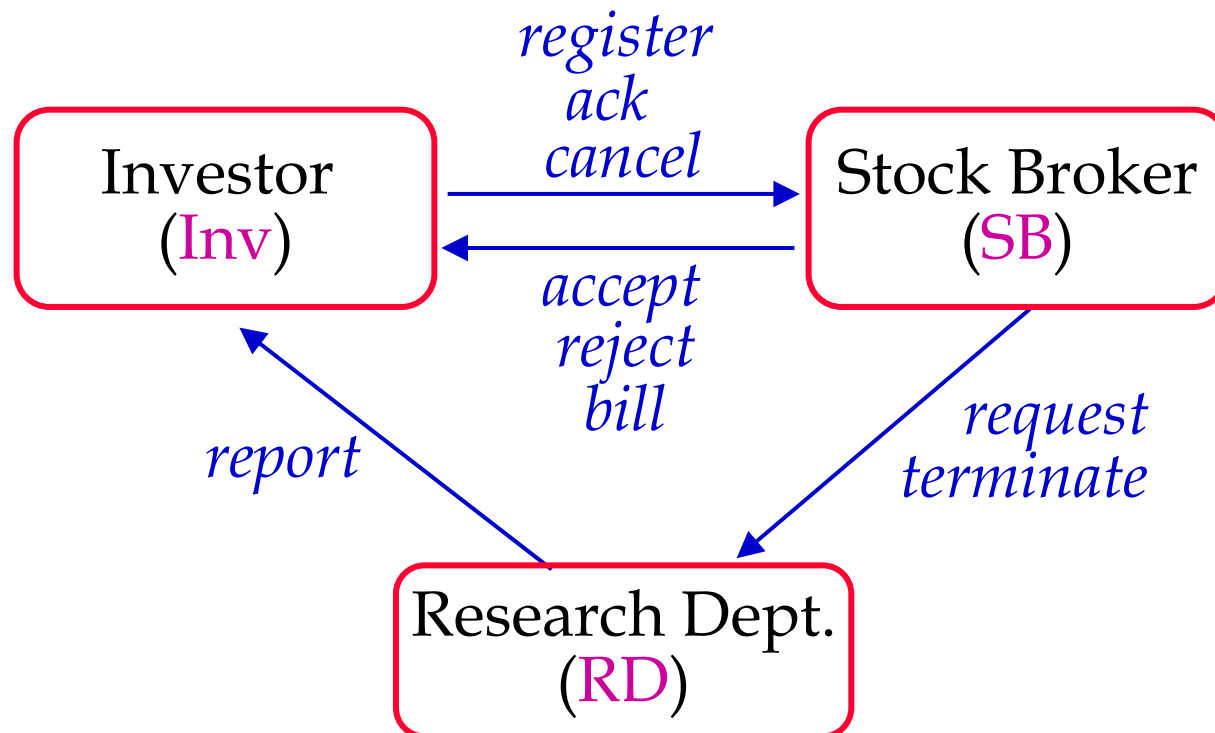 register
ack
cancel
Investor
(Inv)
Stock Broker
(SB)
accept
reject
bill
report
request
terminate
Research Dept.
(RD)